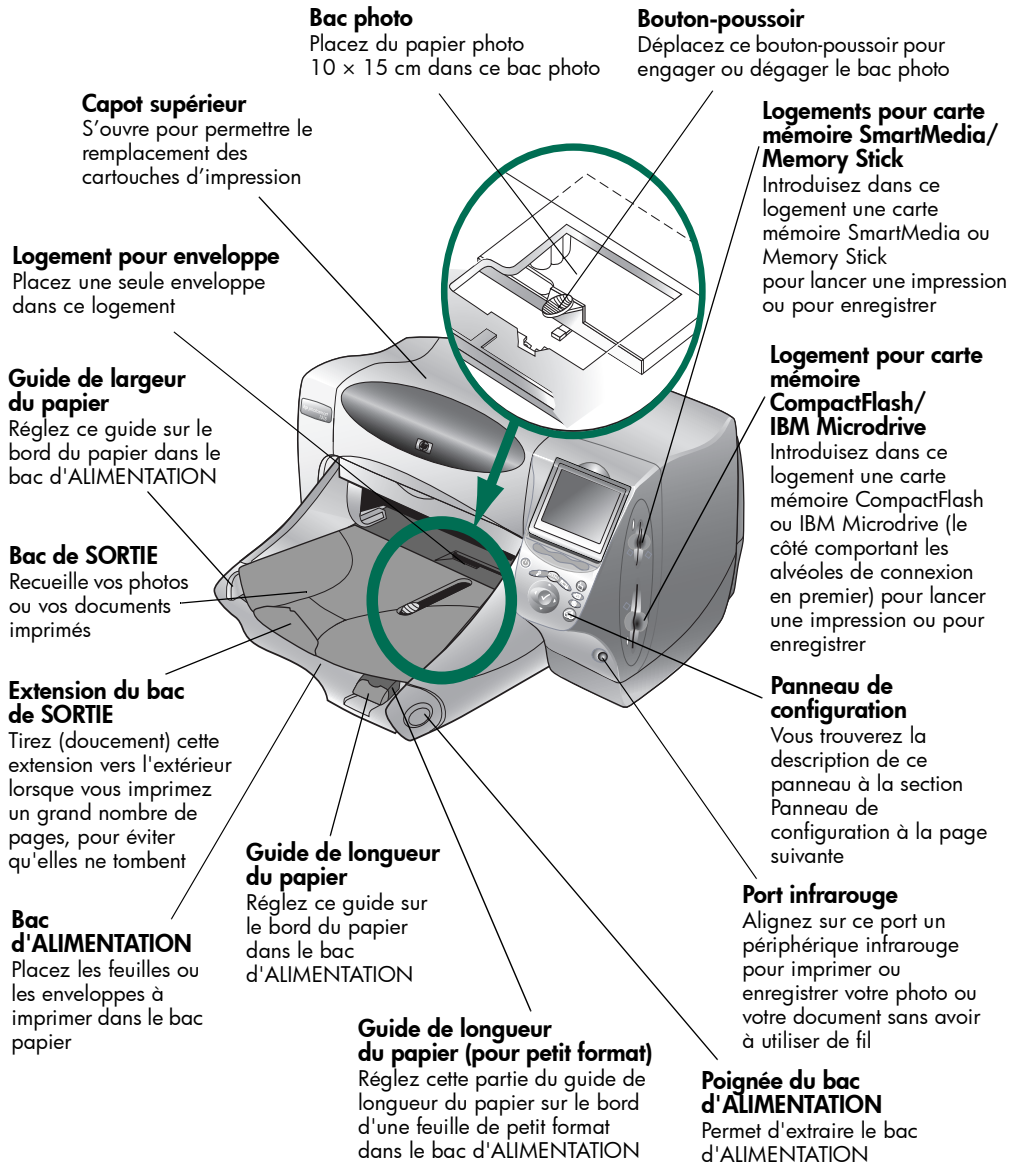 Bac photo
Placez du papier photo
10 × 15 cm dans ce bac photo
Bouton-poussoir
Déplacez ce bouton-poussoir pour
engager ou dégager le bac photo
Capot supérieur
S’ouvre pour permettre le
remplacement des
cartouches d’impression
Logements pour carte
mémoire SmartMedia/
Memory Stick
Introduisez dans ce
logement une carte
mémoire SmartMedia ou
Memory Stick
pour lancer une impression
ou pour enregistrer
Logement pour enveloppe
Placez une seule enveloppe
dans ce logement
Logement pour carte
mémoire
CompactFlash/
IBM Microdrive
Introduisez dans ce
logement une carte
mémoire CompactFlash
ou IBM Microdrive (le
côté comportant les
alvéoles de connexion
en premier) pour lancer
une impression ou pour
enregistrer
Guide de largeur
du papier
Réglez ce guide sur le
bord du papier dans le
bac d'ALIMENTATION
hp
Bac de SORTIE
Recueille vos photos
ou vos documents
imprimés
Extension du bac
de SORTIE
Tirez (doucement) cette
extension vers l'extérieur
lorsque vous imprimez
un grand nombre de
pages, pour éviter
qu'elles ne tombent
Panneau de
configuration
Vous trouverez la
description de ce
panneau à la section
Panneau de
configuration à la page
suivante
Guide de longueur
du papier
Réglez ce guide sur
le bord du papier
dans le bac
d'ALIMENTATION
Port infrarouge
Alignez sur ce port un
périphérique infrarouge
pour imprimer ou
enregistrer votre photo ou
votre document sans avoir
à utiliser de fil
Bac
d'ALIMENTATION
Placez les feuilles ou
les enveloppes à
imprimer dans le bac
papier
Guide de longueur
du papier (pour petit format)
Réglez cette partie du guide de
longueur du papier sur le bord
d'une feuille de petit format
dans le bac d'ALIMENTATION
Poignée du bac
d'ALIMENTATION
Permet d'extraire le bac
d'ALIMENTATION